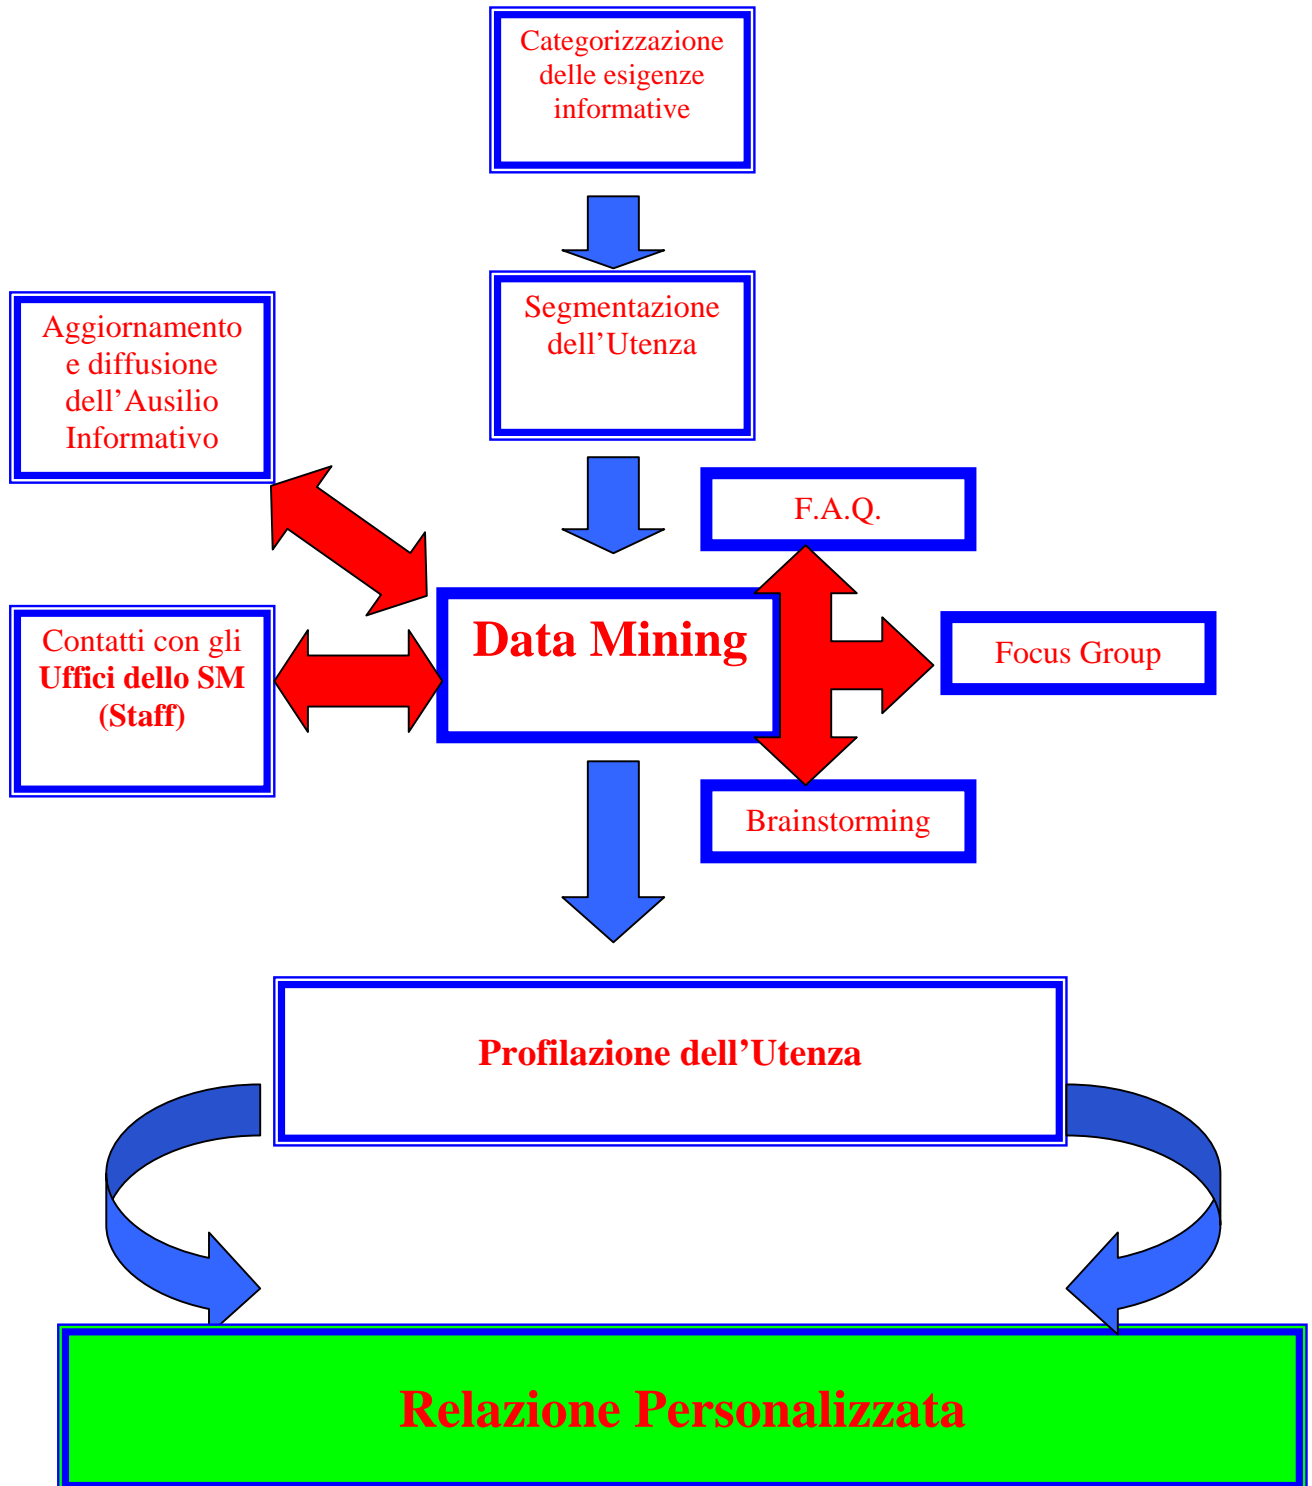 Categorizzazione
delle esigenze
informative
Segmentazione
dell’Utenza
Aggiornamento
e diffusione
dell’Ausilio
Informativo
F.A.Q.
Data Mining
Contatti con gli
Uffici dello SM
(Staff)
Focus Group
Brainstorming
Profilazione dell’Utenza
Relazione Personalizzata